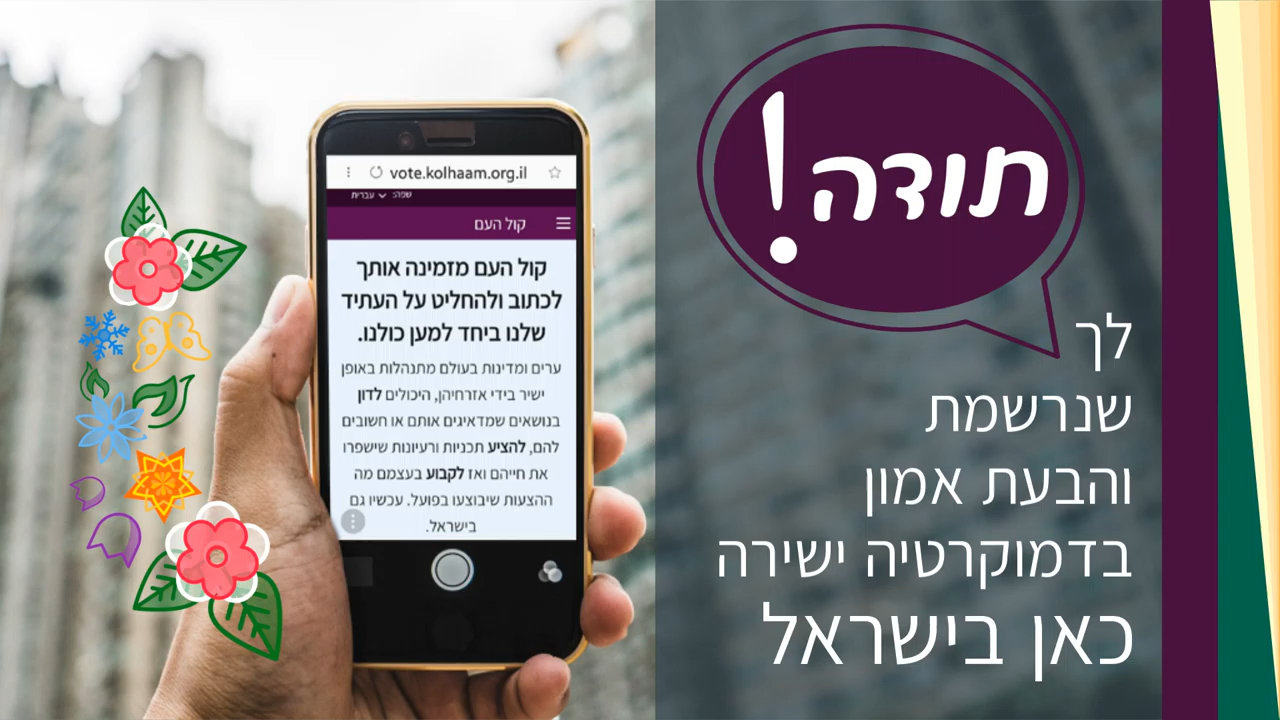 תודה!
לך
שנרשמת
והבעת אמון
בדמוקרטיה ישירה
כאן בישראל
vote.kolhaam.org.il
שפה: עברית
קול העם
קול העם מזמינה אותך
לכתוב ולהחליט על העתיד
שלנו ביחד למען כולנו.
ערים ומדינות בעולם מתנהלות באופן
ישיר בידי אזרחיהן, היכולים לדון
בנושאים שמדאיגים אותם או חשובים
להם, להציע תכניות ורעיונות שישפרו
את חייהם ואז לקבוע בעצמם מה
ההצעות שיבוצעו בפועל. עכשיו גם
בישראל.